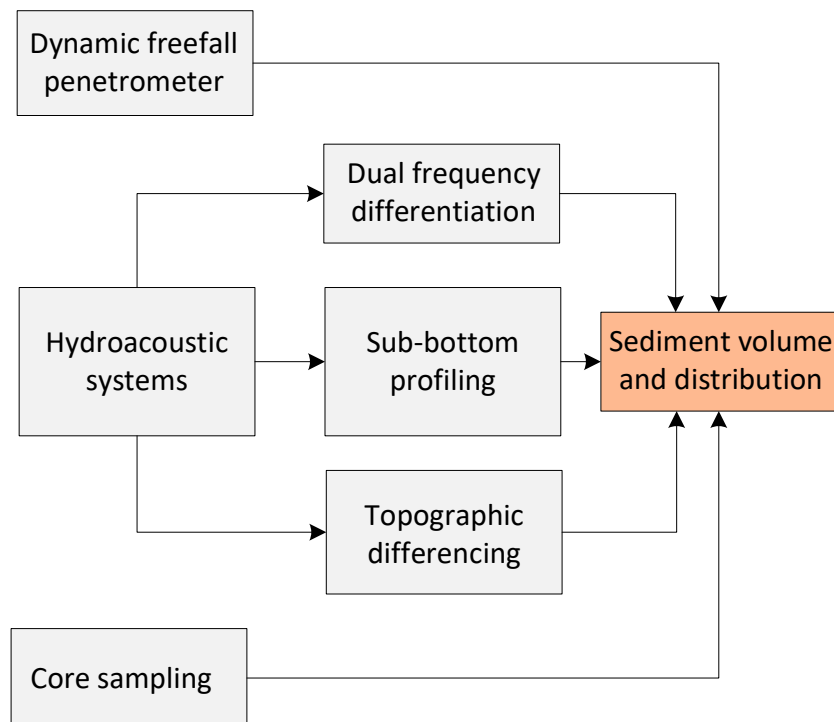 Dynamic freefall
penetrometer
Dual frequency
differentiation
Hydroacoustic
systems
Sub-bottom
profiling
Sediment volume
and distribution
Topographic
differencing
Core sampling